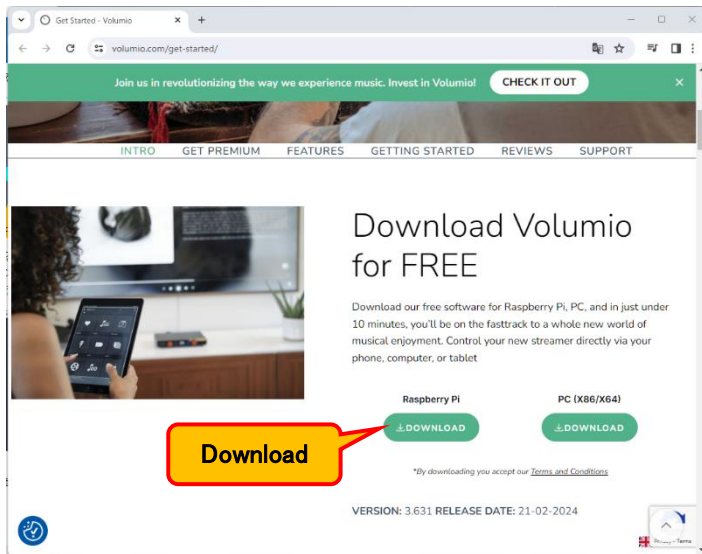 Get Started - Volumio
volumio.com/get-started/
Join us in revolutionizing the way we experience music. Invest in Volumio!
CHECK IT OUT
INTRO GET PREMIUM FEATURES GETTING STARTED REVIEWS SUPPORT
Download Volumio
for FREE
Download our free software for Raspberry Pi, PC, and in just under
10 minutes, you'll be on the fasttrack to a whole new world of
musical enjoyment. Control your new streamer directly via your
phone, computer, or tablet
Raspberry Pi PC (X86/X64)
DOWNLOAD DOWNLOAD
Download
*By downloading you accept our Terms and Conditions
VERSION: 3.631 RELEASE DATE: 21-02-2024
Terms